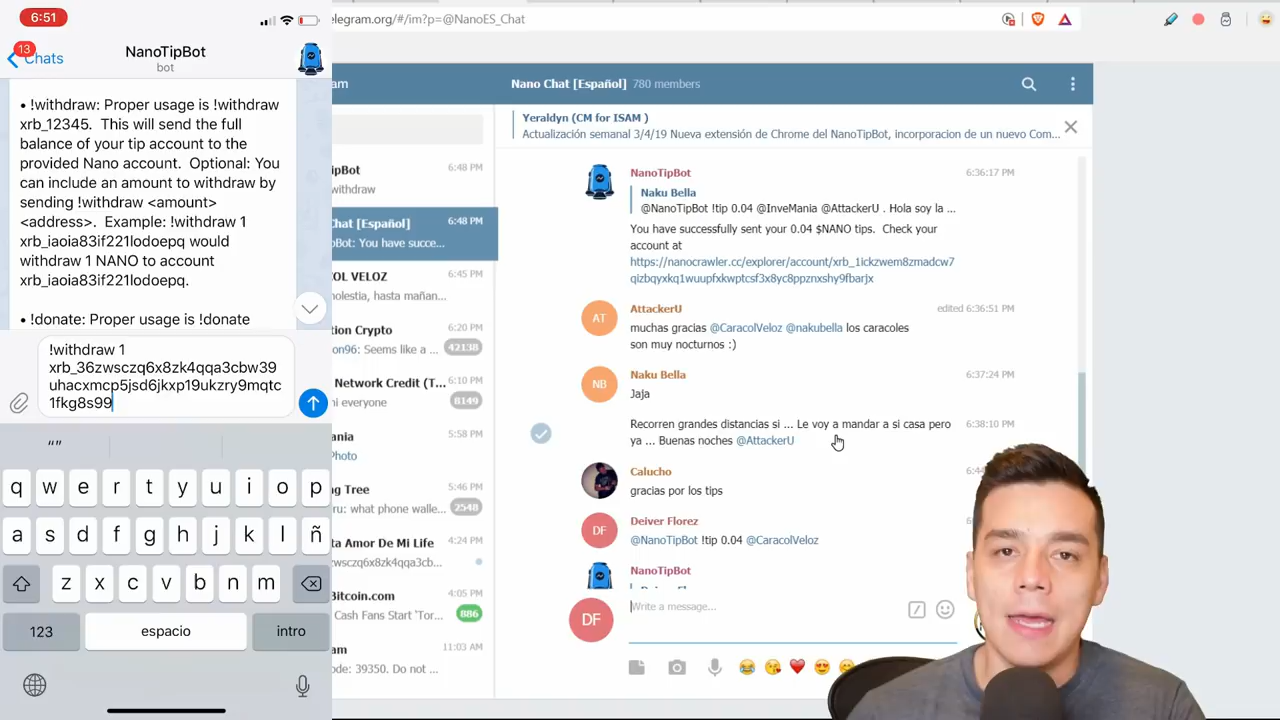 6:51
13
Chats
NanoTipBot
bot
• !withdraw: Proper usage is !withdraw
xrb_12345. This will send the full
balance of your tip account to the
provided Nano account. Optional: You
can include an amount to withdraw by
sending !withdraw <amount>
<address>. Example: !withdraw 1
xrb_iaoia83if221lodoepq would
withdraw 1 NANO to account
xrb_iaoia83if221lodoepq.
• !donate: Proper usage is !donate
!withdraw 1
xrb_36zwsczq6x8zk4qqa3cbw39
uhacxmcp5jsd6jkxp19ukzry9mqtc
1fkg8s99
“”
q w e r t y u i o p
a s d f g h j k l ñ
z x c v b n m
123 espacio intro
elegram.org/#/im?p=@NanoES_Chat
am
ipBot 6:48 PM
withdraw
Chat [Español] 6:48 PM
oBot: You have succe...
OL VELOZ 6:45 PM
nolestia, hasta mañan...
tion Crypto 6:20 PM
on96: Seems like a ... 42138
Network Credit (T... 6:10 PM
ni everyone 8149
ania 5:58 PM
Photo
ng Tree 5:46 PM
ru: what phone walle... 2548
ta Amor De Mi Life 4:24 PM
wsczq6x8zk4qqa3cb...
Bitcoin.com 4:05 PM
Cash Fans Start 'Tor... 886
am 11:03 AM
ode: 39350. Do not ...
Nano Chat [Español] 780 members
Yeraldyn (CM for ISAM )
Actualización semanal 3/4/19 Nueva extensión de Chrome del NanoTipBot, incorporacion de un nuevo Com...
NanoTipBot 6:36:17 PM
Naku Bella
@NanoTipBot !tip 0.04 @InveMania @AttackerU . Hola soy la ...
You have successfully sent your 0.04 $NANO tips. Check your
account at
https://nanocrawler.cc/explorer/account/xrb_1ickzwem8zmadcw7
qizbqyxkq1wuupfxkwptcsf3x8yc8ppznxshy9fbarjx
AT
AttackerU edited 6:36:51 PM
muchas gracias @CaracolVeloz @nakubella los caracoles
son muy nocturnos :)
NB
Naku Bella 6:37:24 PM
Jaja
Recorren grandes distancias si ... Le voy a mandar a si casa pero 6:38:10 PM
ya ... Buenas noches @AttackerU
Calucho
gracias por los tips
DF
Deiver Florez
@NanoTipBot !tip 0.04 @CaracolVeloz
NanoTipBot
DF
Write a message...